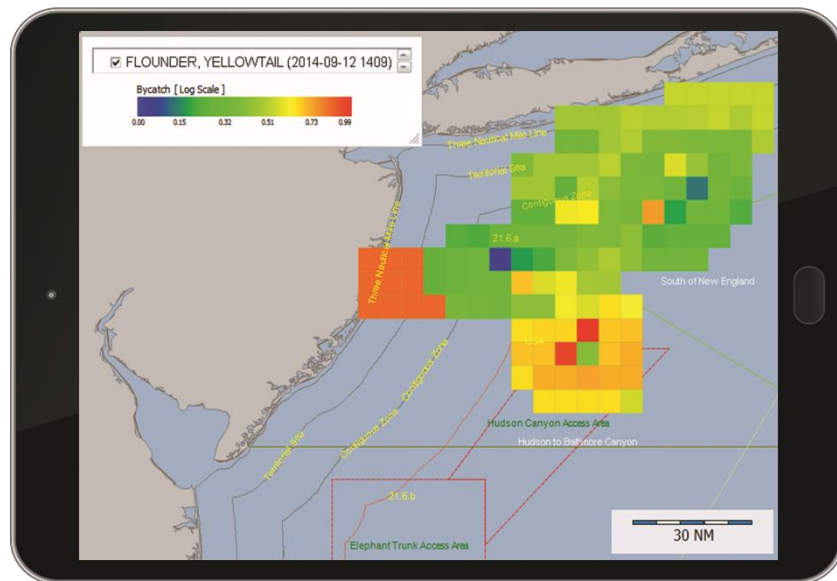 FLOUNDER, YELLOWTAIL (2014-09-12 1409)
Bycatch [ Log Scale ]
0.00 0.15 0.32 0.51 0.73 0.99
Three Nautical Mile Line
Territorial Sea
Contiguous Zone
21.6.a
Three Nautical Mile Line
South of New England
USA
Contiguous Zone
Contiguous Zone
Territorial Sea
Hudson Canyon Access Area
Hudson to Baltimore Canyon
21.6.b
Elephant Trunk Access Area
30 NM